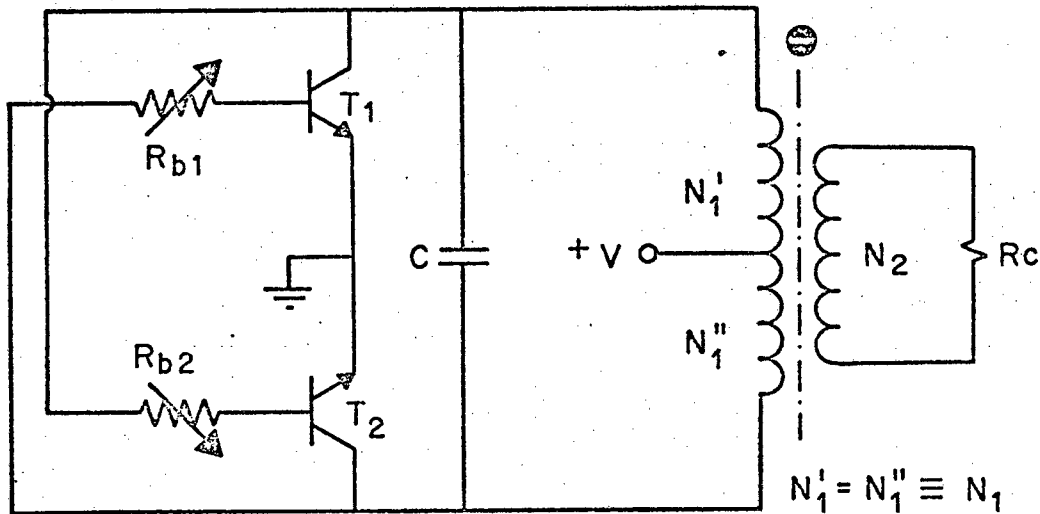 T1
Rb1
N1'
C
+ V
N2
Rc
N1"
Rb2
T2
N1' = N1" ≡ N1